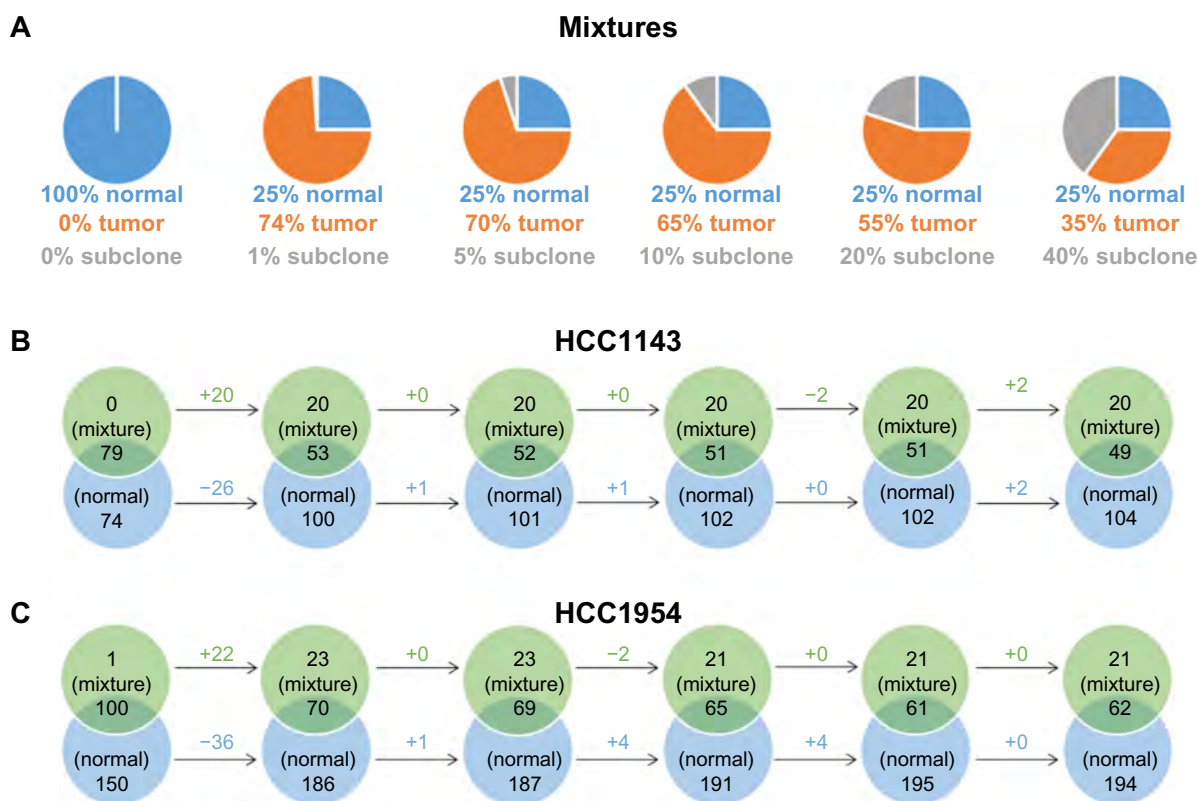 A
Mixtures
100% normal
0% tumor
0% subclone
25% normal
74% tumor
1% subclone
25% normal
70% tumor
5% subclone
25% normal
65% tumor
10% subclone
25% normal
55% tumor
20% subclone
25% normal
35% tumor
40% subclone
B
HCC1143
0
(mixture)
79
(normal)
74
+20
−26
20
(mixture)
53
(normal)
100
+0
+1
20
(mixture)
52
(normal)
101
+0
+1
20
(mixture)
51
(normal)
102
−2
+0
20
(mixture)
51
(normal)
102
+2
+2
20
(mixture)
49
(normal)
104
C
HCC1954
1
(mixture)
100
(normal)
150
+22
−36
23
(mixture)
70
(normal)
186
+0
+1
23
(mixture)
69
(normal)
187
−2
+4
21
(mixture)
65
(normal)
191
+0
+4
21
(mixture)
61
(normal)
195
+0
+0
21
(mixture)
62
(normal)
194